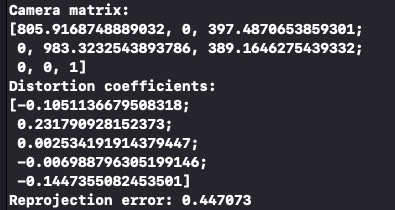 Camera matrix:
[805.9168748889032, 0, 397.4870653859301;
 0, 983.3232543893786, 389.1646275439332;
 0, 0, 1]
Distortion coefficients:
[-0.1051136679508318;
 0.231790928152373;
 0.002534191914379447;
 -0.006988796305199146;
 -0.1447355082453501]
Reprojection error: 0.447073